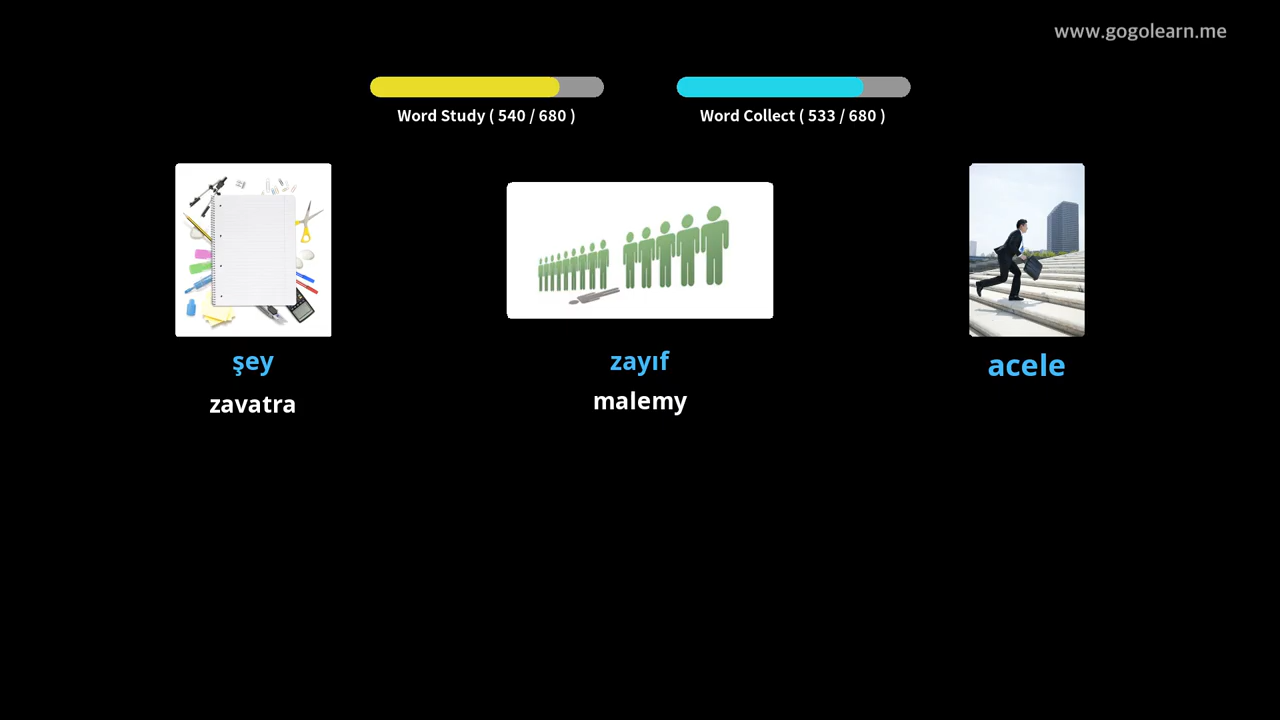 www.gogolearn.me
Word Study ( 540 / 680 )
Word Collect ( 533 / 680 )
şey
zavatra
zayıf
malemy
acele